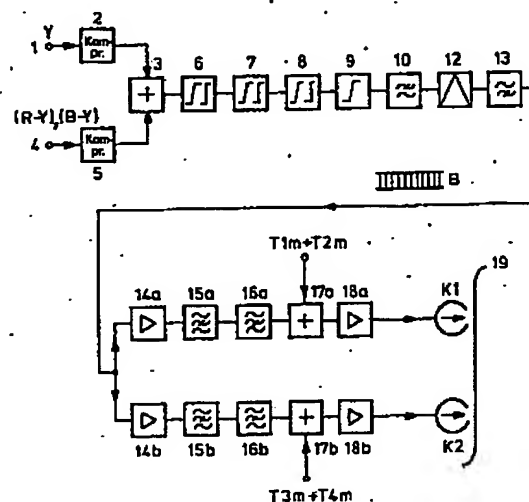 Y 2
1 Kom pr. 3 6 7 8 9 10 12 13
+
(R-Y),(B-Y)
4 Kom pr.
5
B
T1m+T2m
14a 15a 16a 17a 18a K1 19
+
14b 15b 16b 17b 18b K2
+
T3m+T4m